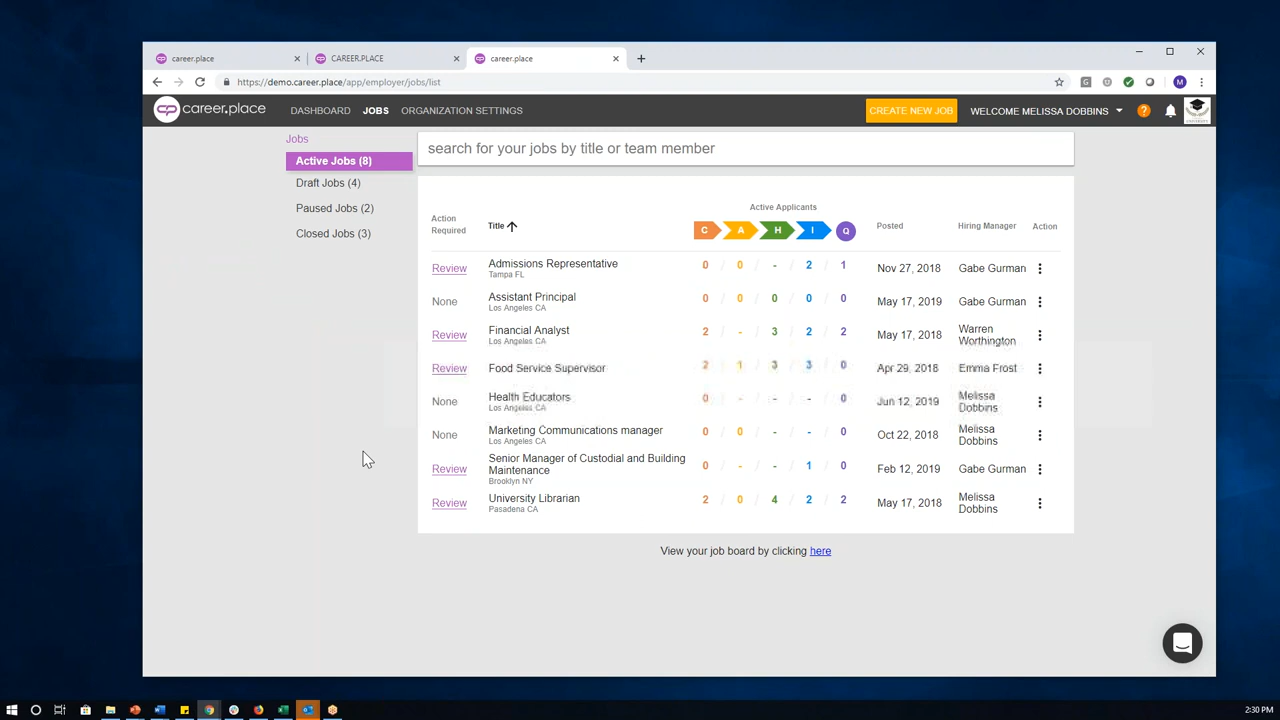 career.place
CAREER.PLACE
career.place
https://demo.career.place/app/employer/jobs/list
M
career.place
DASHBOARD
JOBS
ORGANIZATION SETTINGS
CREATE NEW JOB
WELCOME MELISSA DOBBINS
Jobs
Active Jobs (8)
Draft Jobs (4)
Paused Jobs (2)
Closed Jobs (3)
search for your jobs by title or team member
Active Applicants
Action Required
Title
C A H I Q
Posted
Hiring Manager
Action
Review
Admissions Representative
Tampa FL
0 / 0 / - / 2 / 1
Nov 27, 2018
Gabe Gurman
None
Assistant Principal
Los Angeles CA
0 / 0 / 0 / 0 / 0
May 17, 2019
Gabe Gurman
Review
Financial Analyst
Los Angeles CA
2 / - / 3 / 2 / 2
May 17, 2018
Warren
Worthington
Review
Food Service Supervisor
2 / 1 / 3 / 3 / 0
Apr 29, 2018
Emma Frost
None
Health Educators
Los Angeles CA
0 / - / - / - / 0
Jun 12, 2019
Melissa
Dobbins
None
Marketing Communications manager
Los Angeles CA
0 / 0 / - / - / 0
Oct 22, 2018
Melissa
Dobbins
Review
Senior Manager of Custodial and Building
Maintenance
Brooklyn NY
0 / - / - / 1 / 0
Feb 12, 2019
Gabe Gurman
Review
University Librarian
Pasadena CA
2 / 0 / 4 / 2 / 2
May 17, 2018
Melissa
Dobbins
View your job board by clicking here
2:30 PM